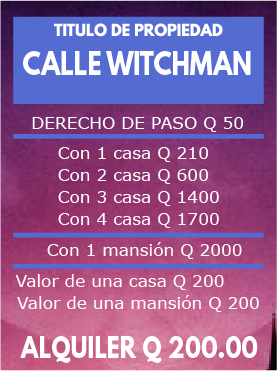 TITULO DE PROPIEDAD
CALLE WITCHMAN
DERECHO DE PASO Q 50
Con 1 casa Q 210
Con 2 casa Q 600
Con 3 casa Q 1400
Con 4 casa Q 1700
Con 1 mansión Q 2000
Valor de una casa Q 200
Valor de una mansión Q 200
ALQUILER Q 200.00